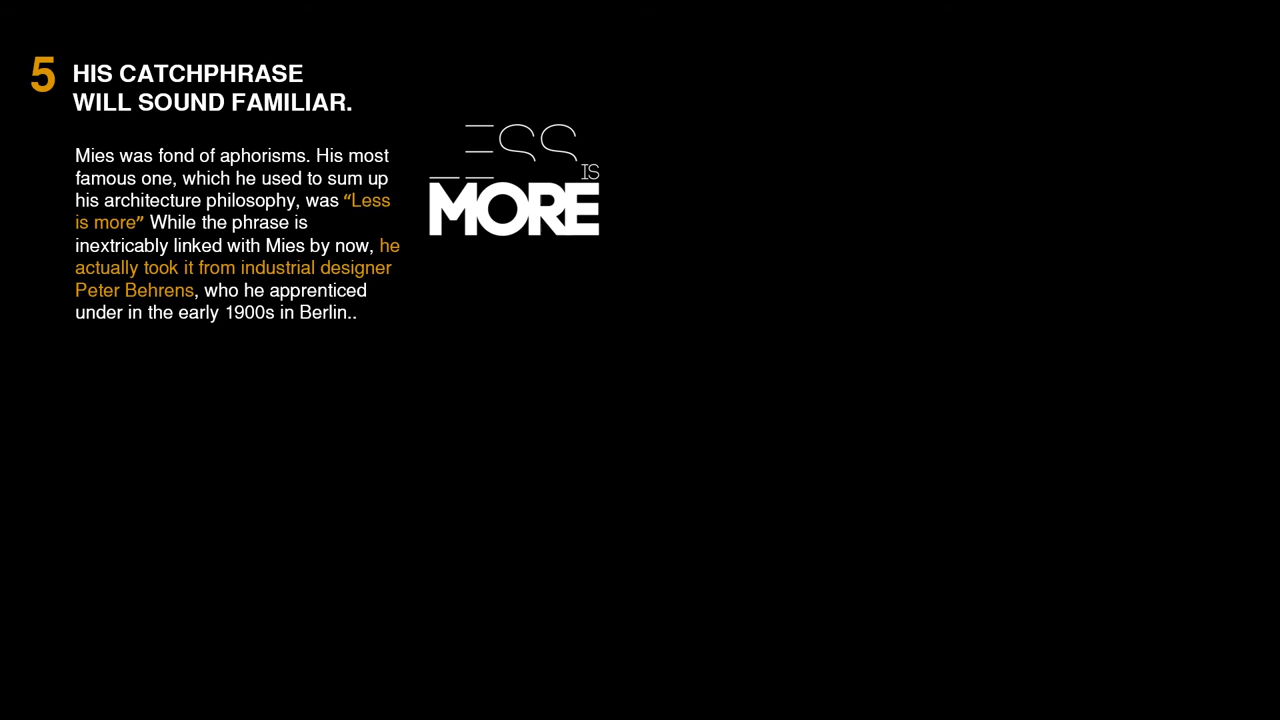 5 HIS CATCHPHRASE
WILL SOUND FAMILIAR.
Mies was fond of aphorisms. His most
famous one, which he used to sum up
his architecture philosophy, was “Less
is more” While the phrase is
inextricably linked with Mies by now, he
actually took it from industrial designer
Peter Behrens, who he apprenticed
under in the early 1900s in Berlin..
LESS
IS
MORE